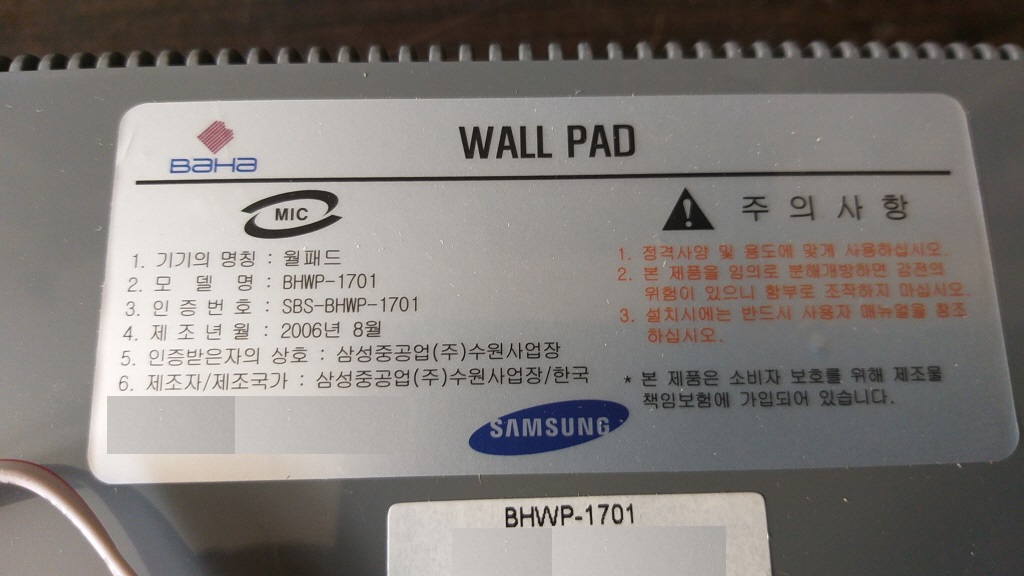 BAHA
WALL PAD
MIC
1. 기기의 명칭 : 월패드
2. 모 델 명 : BHWP-1701
3. 인 증 번 호 : SBS-BHWP-1701
4. 제 조 년 월 : 2006년 8월
5. 인증받은자의 상호 : 삼성중공업(주)수원사업장
6. 제조자/제조국가 : 삼성중공업(주)수원사업장/한국
주 의 사 항
1. 정격사양 및 용도에 맞게 사용하십시오.
2. 본 제품을 임의로 분해개방하면 감전의
위험이 있으니 함부로 조작하지 마십시오.
3. 설치시에는 반드시 사용자 매뉴얼을 참조
하십시오.
* 본 제품은 소비자 보호를 위해 제조물
책임보험에 가입되어 있습니다.
SAMSUNG
BHWP-1701